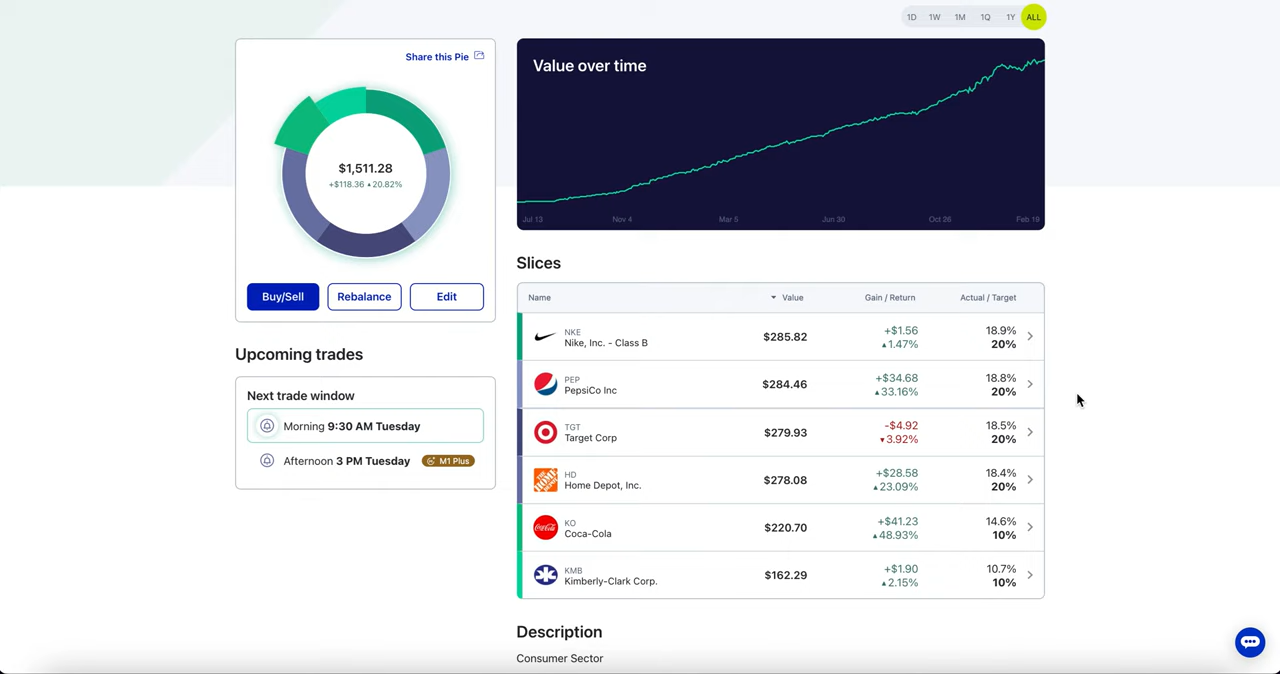 1D 1W 1M 1Q 1Y ALL
Share this Pie
$1,511.28
+$118.36 ▲20.82%
Buy/Sell Rebalance Edit
Upcoming trades
Next trade window
Morning 9:30 AM Tuesday
Afternoon 3 PM Tuesday M1 Plus
Value over time
Jul 13 Nov 4 Mar 5 Jun 30 Oct 26 Feb 19
Slices
Name ▼ Value Gain / Return Actual / Target
NKE
Nike, Inc. - Class B
$285.82
+$1.56
▲1.47%
18.9%
20%
PEP
PepsiCo Inc
$284.46
+$34.68
▲33.16%
18.8%
20%
TGT
Target Corp
$279.93
-$4.92
▼3.92%
18.5%
20%
THE HOME DEPOT
HD
Home Depot, Inc.
$278.08
+$28.58
▲23.09%
18.4%
20%
Coca-Cola
KO
Coca-Cola
$220.70
+$41.23
▲48.93%
14.6%
10%
KMB
Kimberly-Clark Corp.
$162.29
+$1.90
▲2.15%
10.7%
10%
Description
Consumer Sector